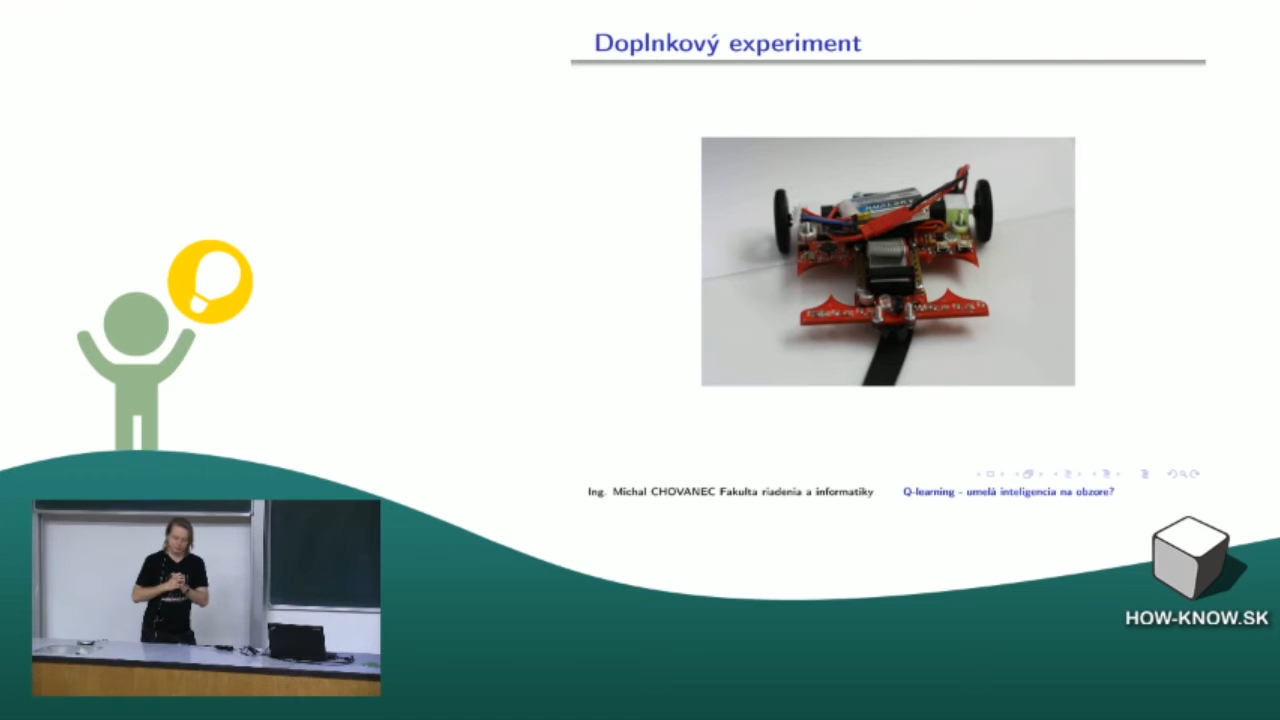 Doplnkový experiment
Ing. Michal CHOVANEC Fakulta riadenia a informatiky
Q-learning - umelá inteligencia na obzore?
HOW-KNOW.SK